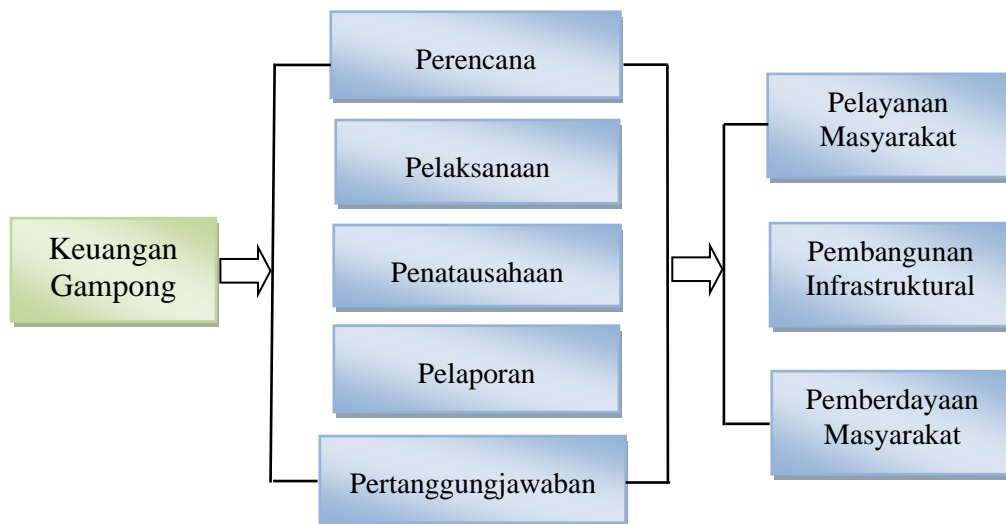 Keuangan
Gampong
Perencana
Pelaksanaan
Penatausahaan
Pelaporan
Pertanggungjawaban
Pelayanan
Masyarakat
Pembangunan
Infrastruktural
Pemberdayaan
Masyarakat